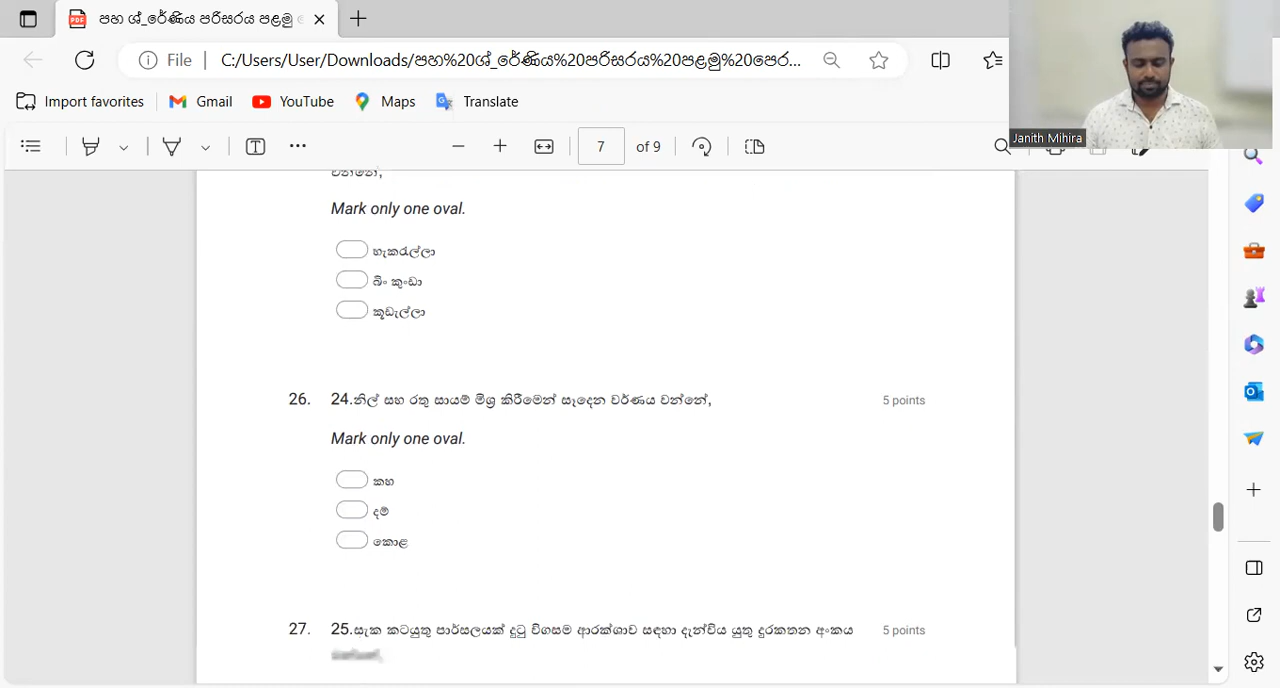 පහ ශ්_රේණිය පරිසරය පළමු
File C:/Users/User/Downloads/පහ%20ශ්_රේණිය%20පරිසරය%20පළමු%20පෙර...
Import favorites Gmail YouTube Maps Translate
Janith Mihira
7 of 9
වන්නේ,
Mark only one oval.
හැකරැල්ලා
බිං කුංඩා
කූඩැල්ලා
26. 24.නිල් සහ රතු සායම් මිශ්‍ර කිරීමෙන් සෑදෙන වර්ණය වන්නේ, 5 points
Mark only one oval.
කහ
දම්
කොළ
27. 25.සැක කටයුතු පාර්සලයක් දුටු විගසම ආරක්ශාව සඳහා දැන්විය යුතු දුරකතන අංකය 5 points